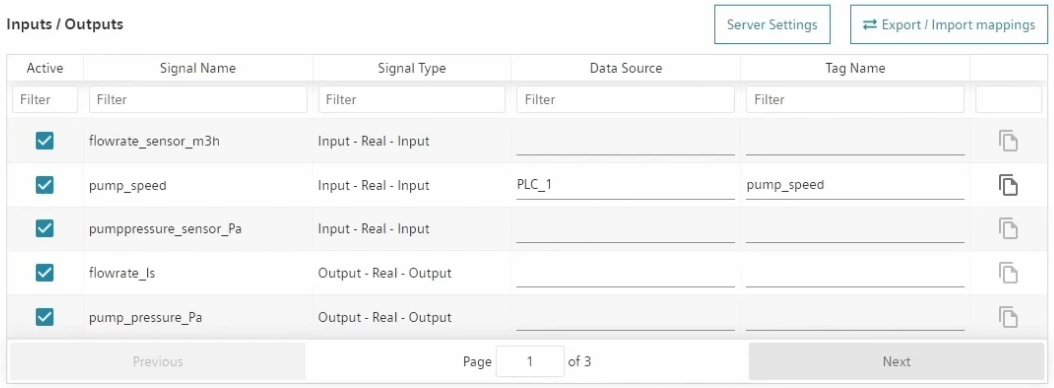 Inputs / Outputs Server Settings Export / Import mappings
Active Signal Name Signal Type Data Source Tag Name
Filter Filter Filter Filter Filter
flowrate_sensor_m3h Input - Real - Input
pump_speed Input - Real - Input PLC_1 pump_speed
pumppressure_sensor_Pa Input - Real - Input
flowrate_ls Output - Real - Output
pump_pressure_Pa Output - Real - Output
Previous Page 1 of 3 Next